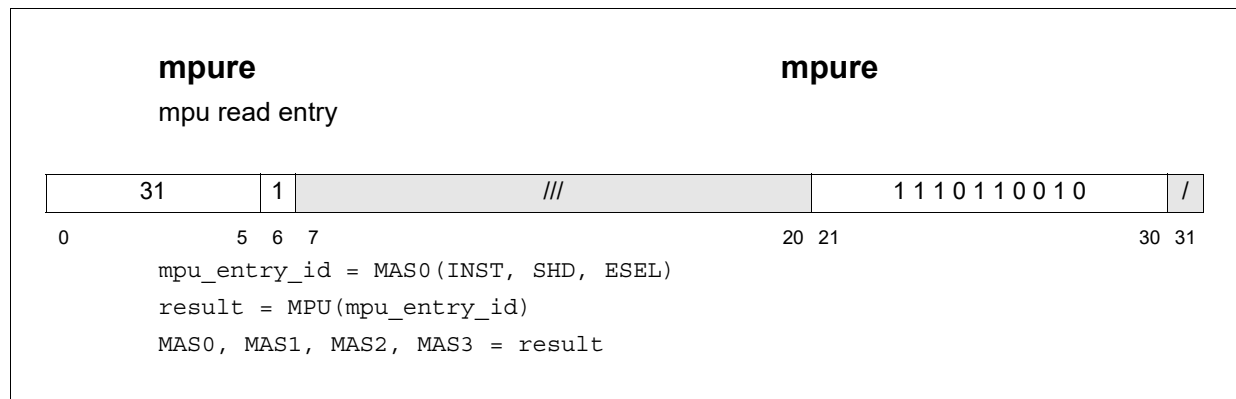 mpure mpure
mpu read entry
31 1 /// 1 1 1 0 1 1 0 0 1 0 /
0 5 6 7 20 21 30 31
mpu_entry_id = MAS0(INST, SHD, ESEL)
result = MPU(mpu_entry_id)
MAS0, MAS1, MAS2, MAS3 = result